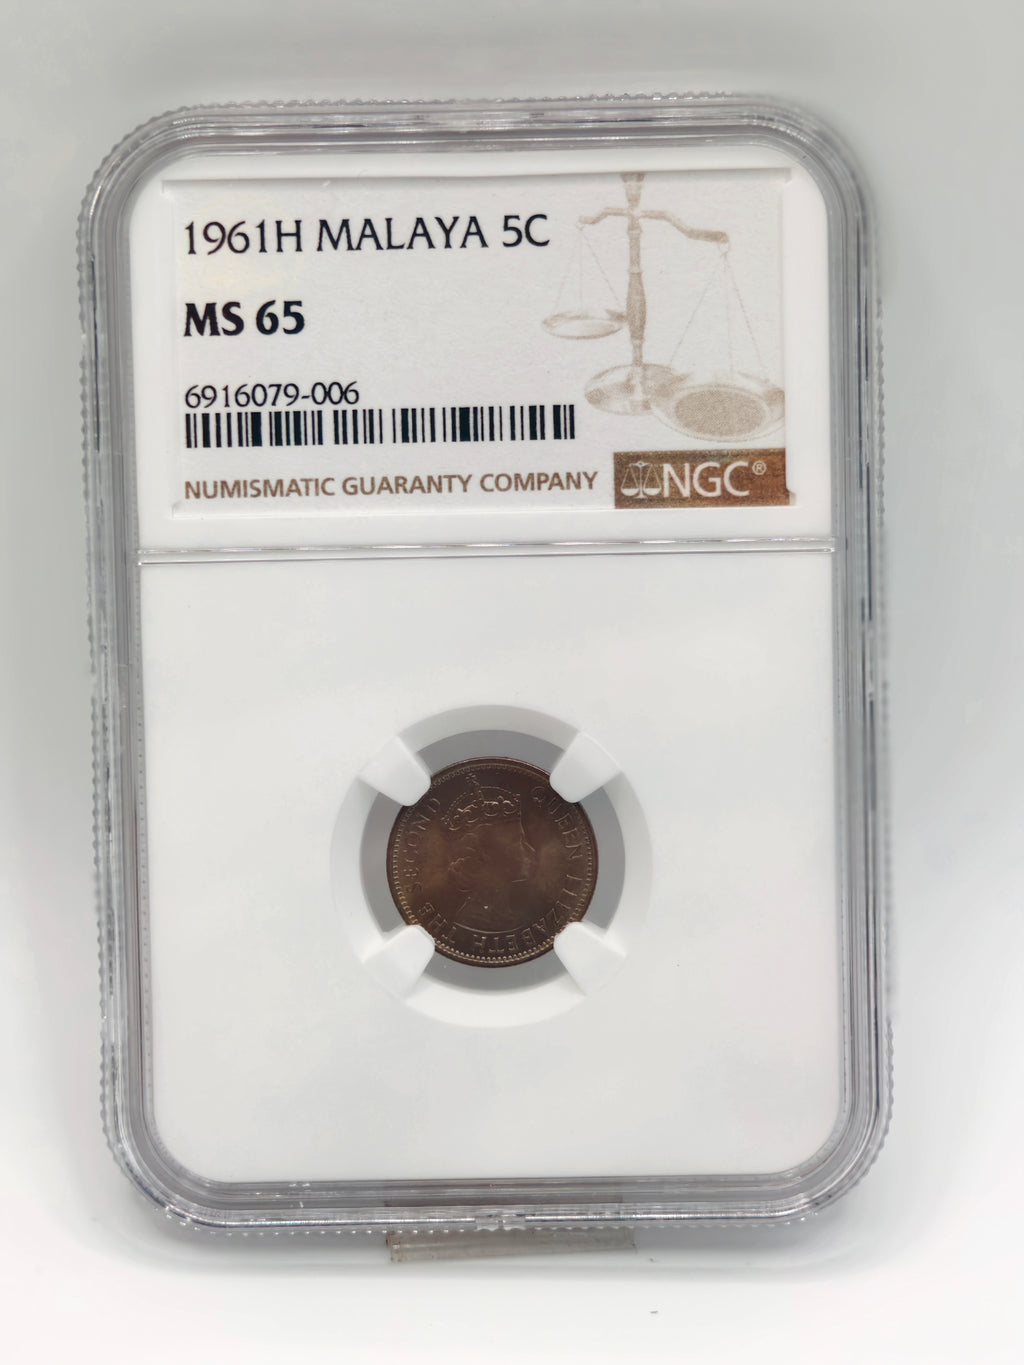 1961H MALAYA 5C
MS 65
6916079-006
NUMISMATIC GUARANTY COMPANY
NGC®
QUEEN ELIZABETH THE SECOND